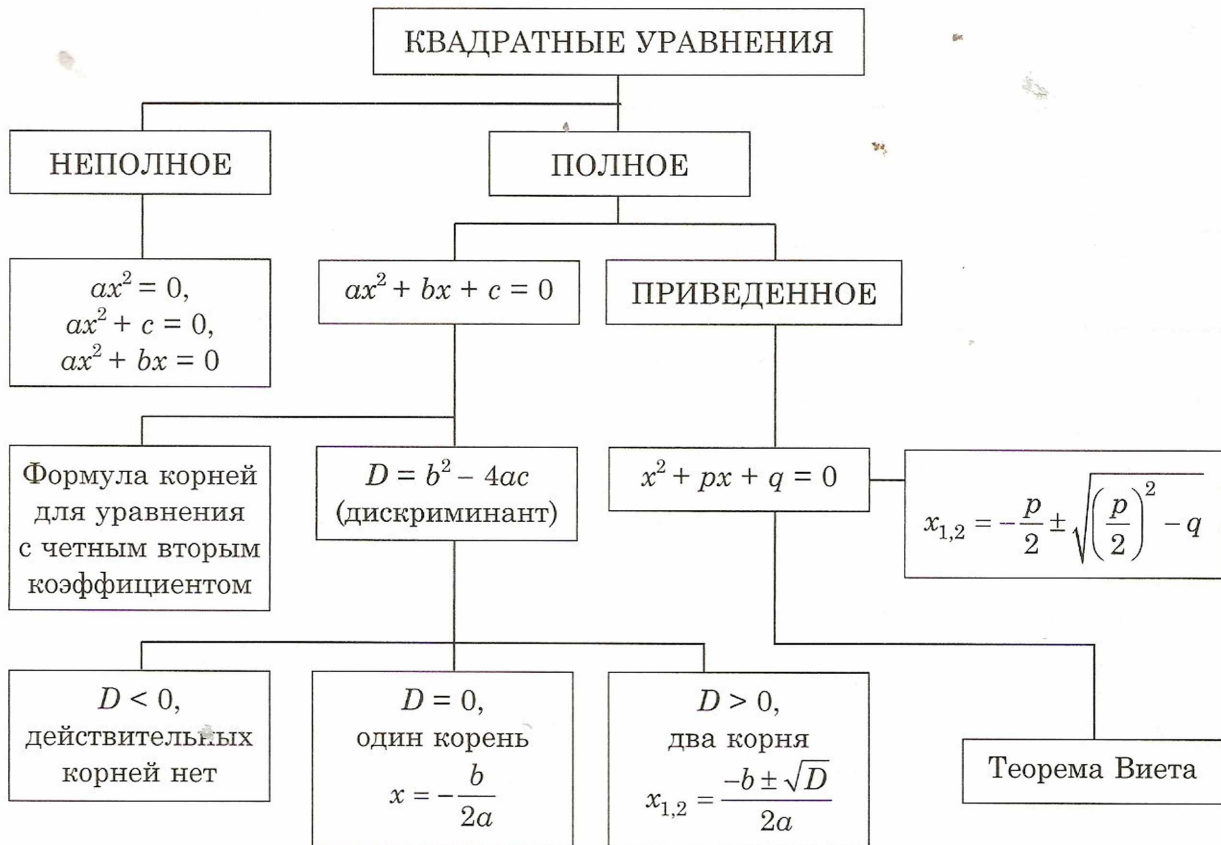 КВАДРАТНЫЕ УРАВНЕНИЯ
НЕПОЛНОЕ
ПОЛНОЕ
ax² = 0,
ax² + c = 0,
ax² + bx = 0
ax² + bx + c = 0
ПРИВЕДЕННОЕ
Формула корней
для уравнения
с четным вторым
коэффициентом
D = b² – 4ac
(дискриминант)
x² + px + q = 0
x₁,₂ = -p/2 ± √((p/2)² - q)
D < 0,
действительных
корней нет
D = 0,
один корень
x = -b/2a
D > 0,
два корня
x₁,₂ = (-b ± √D)/2a
Теорема Виета